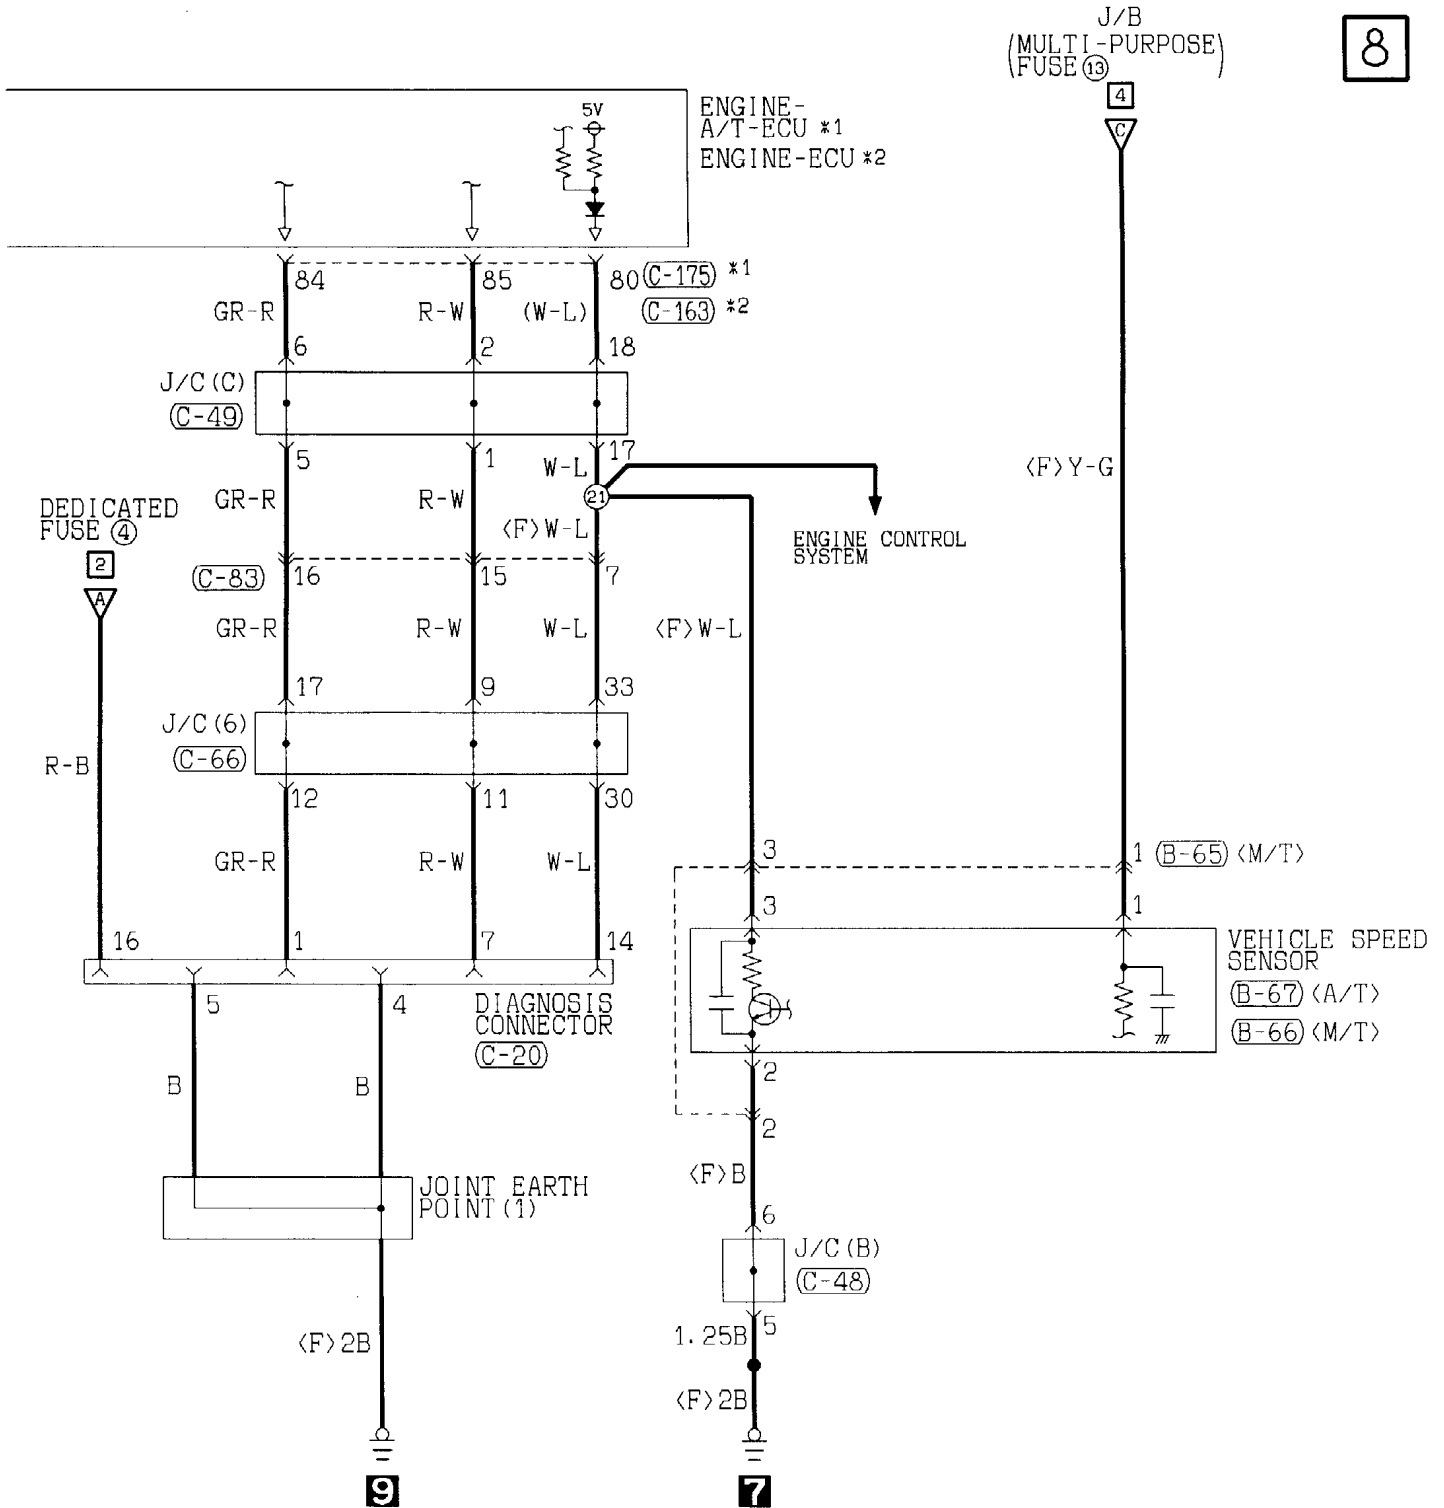 J/B
(MULTI-PURPOSE)
(FUSE ⑬)
8
4
C
5V
ENGINE-
A/T-ECU *1
ENGINE-ECU *2
84
85
80
(C-175) *1
(C-163) *2
GR-R
R-W
(W-L)
6
2
18
J/C(C)
(C-49)
5
1
17
W-L
<F>Y-G
GR-R
R-W
21
<F>W-L
DEDICATED
FUSE ④
ENGINE CONTROL
SYSTEM
2
A
(C-83)
16
15
7
GR-R
R-W
W-L
<F>W-L
17
9
33
J/C(6)
(C-66)
R-B
12
11
30
GR-R
R-W
W-L
3
1
(B-65) <M/T>
3
1
16
1
7
14
VEHICLE SPEED
SENSOR
(B-67) <A/T>
(B-66) <M/T>
5
4
DIAGNOSIS
CONNECTOR
(C-20)
B
B
2
2
<F>B
JOINT EARTH
POINT(1)
6
J/C(B)
(C-48)
5
1.25B
<F>2B
<F>2B
9
7